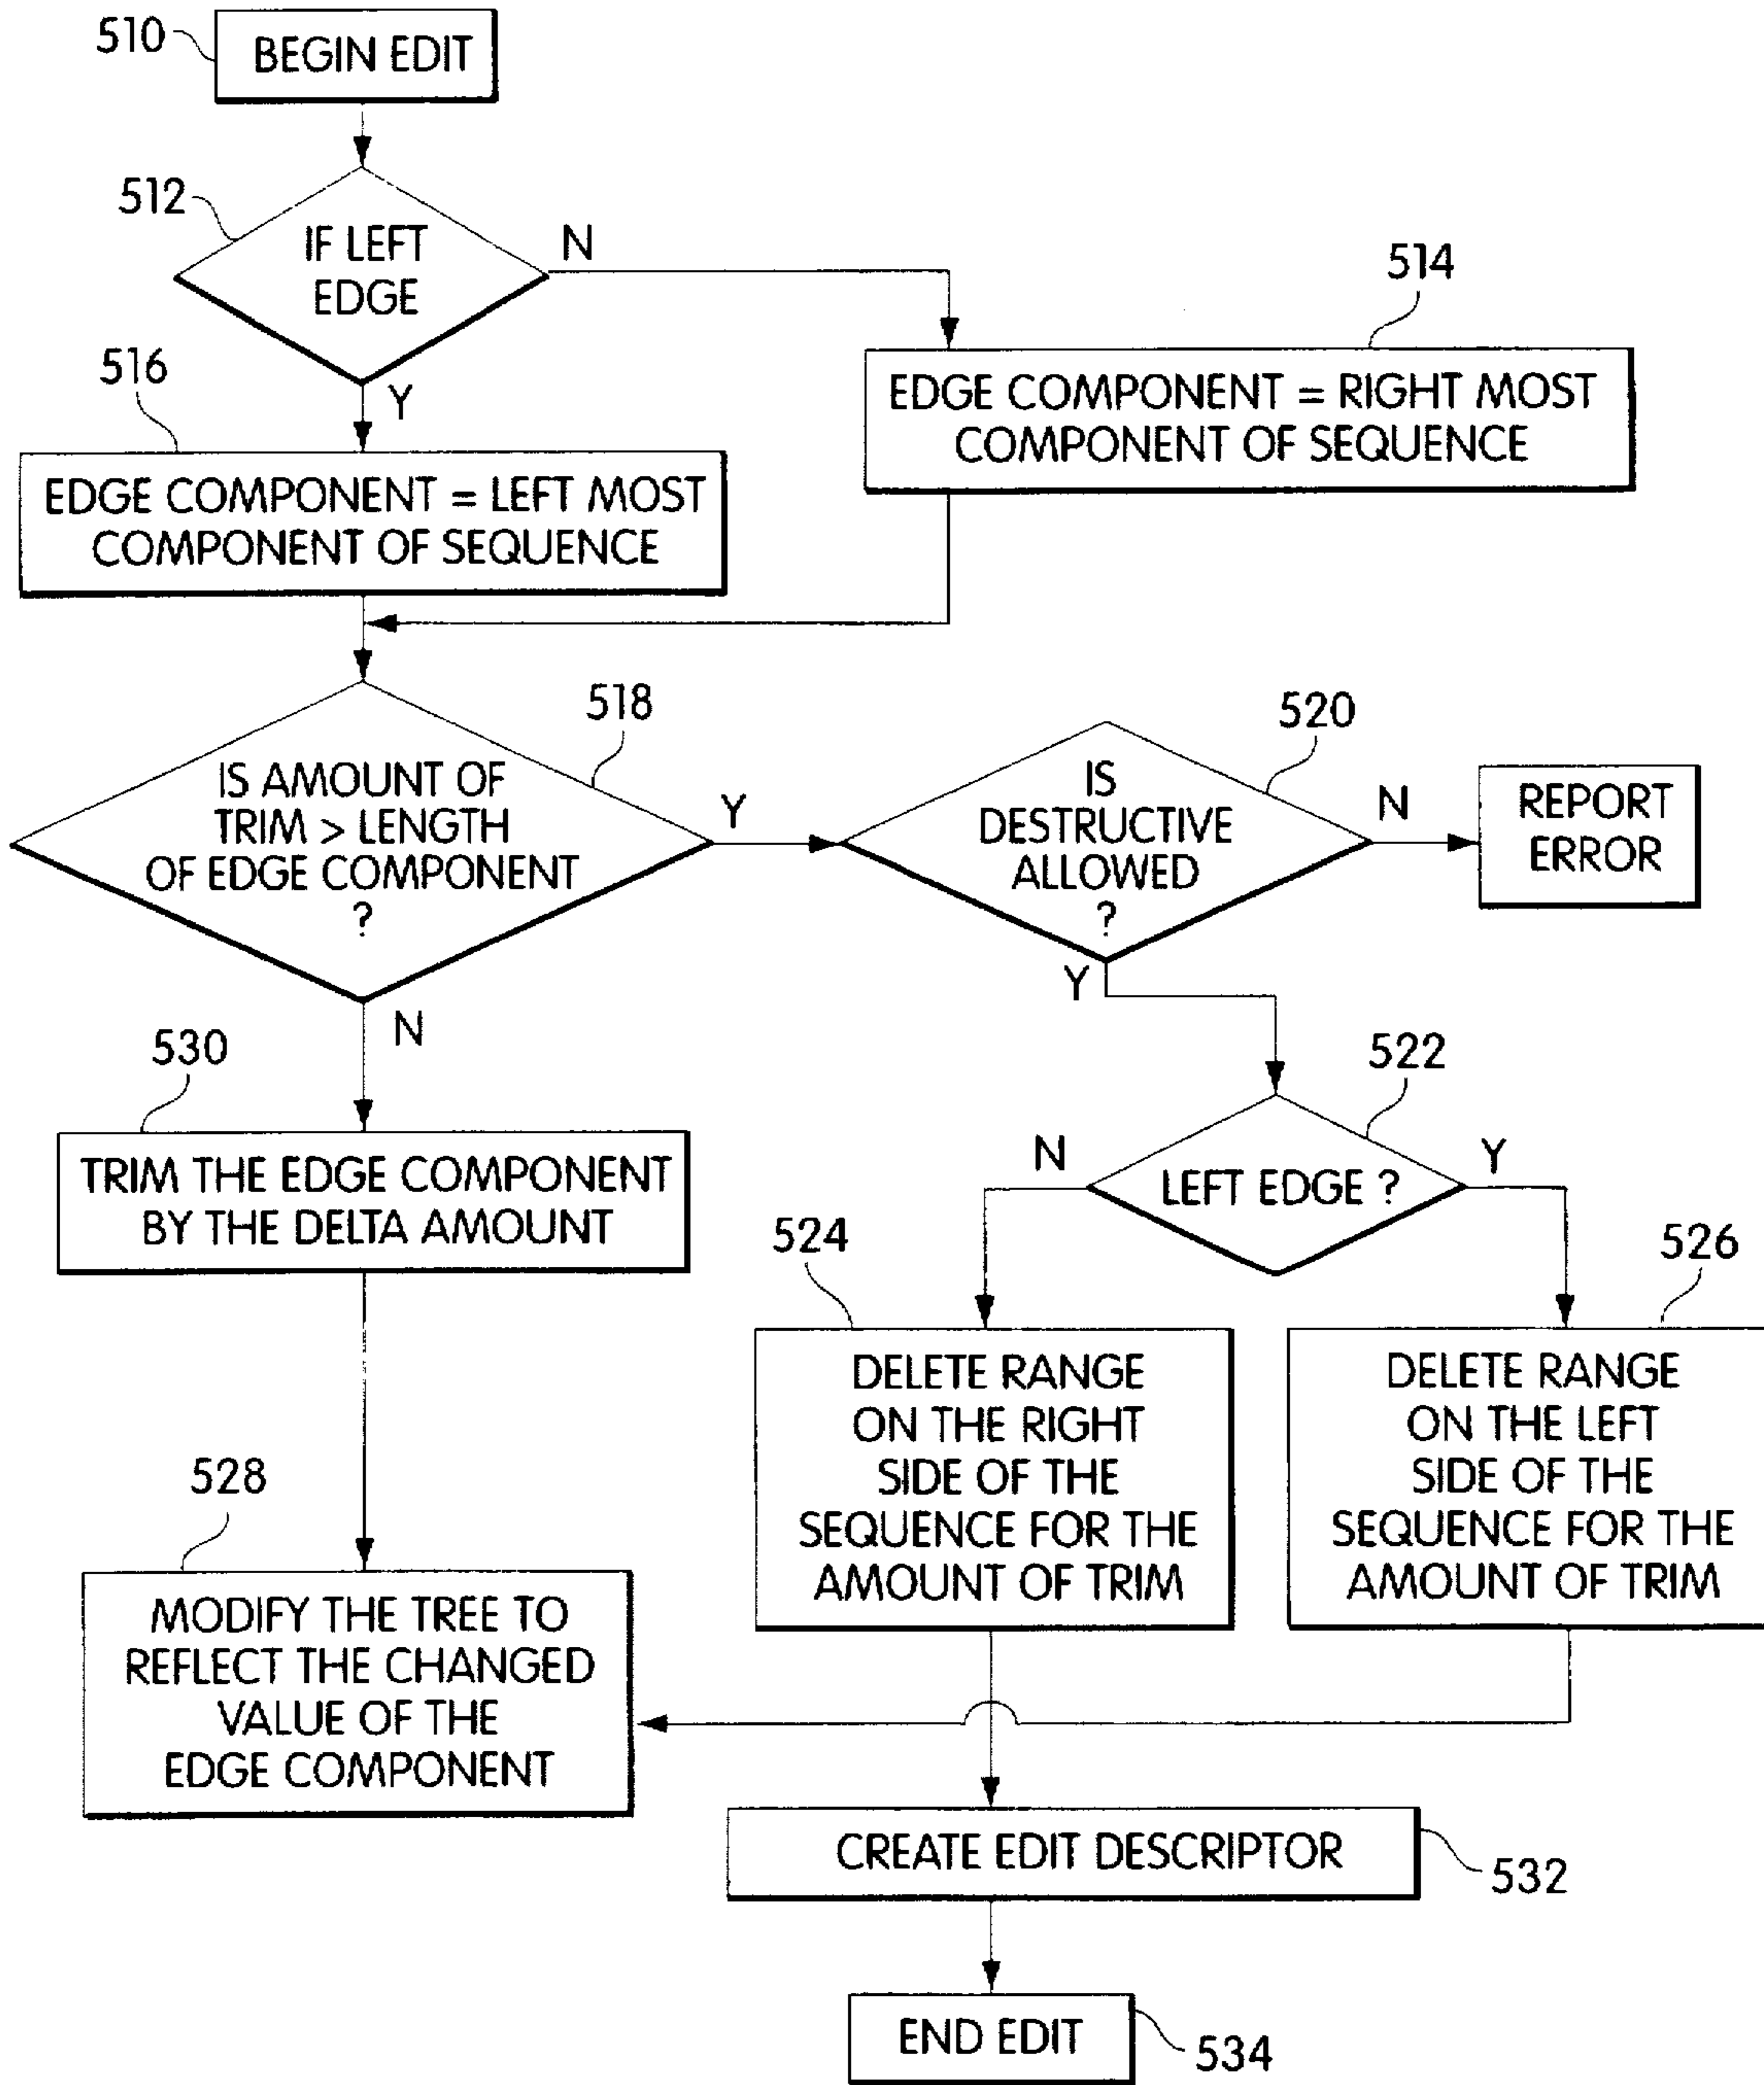 510
BEGIN EDIT
512
IF LEFT
EDGE
N
514
516
Y
EDGE COMPONENT = RIGHT MOST
COMPONENT OF SEQUENCE
EDGE COMPONENT = LEFT MOST
COMPONENT OF SEQUENCE
518
520
IS AMOUNT OF
TRIM > LENGTH
OF EDGE COMPONENT
?
Y
IS
DESTRUCTIVE
ALLOWED
?
N
REPORT
ERROR
Y
N
530
522
TRIM THE EDGE COMPONENT
BY THE DELTA AMOUNT
N
LEFT EDGE ?
Y
524
526
DELETE RANGE
ON THE RIGHT
SIDE OF THE
SEQUENCE FOR THE
AMOUNT OF TRIM
DELETE RANGE
ON THE LEFT
SIDE OF THE
SEQUENCE FOR THE
AMOUNT OF TRIM
528
MODIFY THE TREE TO
REFLECT THE CHANGED
VALUE OF THE
EDGE COMPONENT
CREATE EDIT DESCRIPTOR
532
END EDIT
534